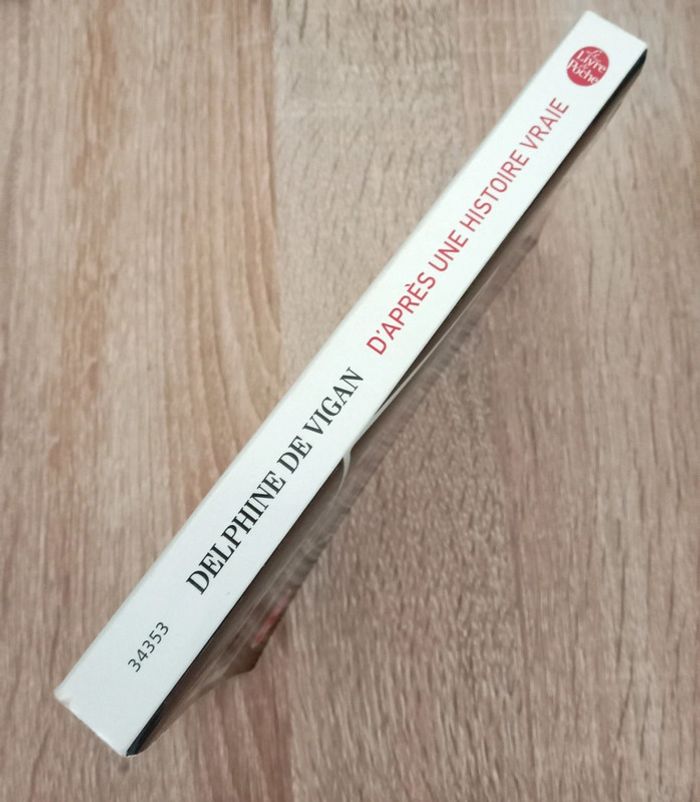 34353
DELPHINE DE VIGAN
D'APRÈS UNE HISTOIRE VRAIE
Le
Livre
de
Poche